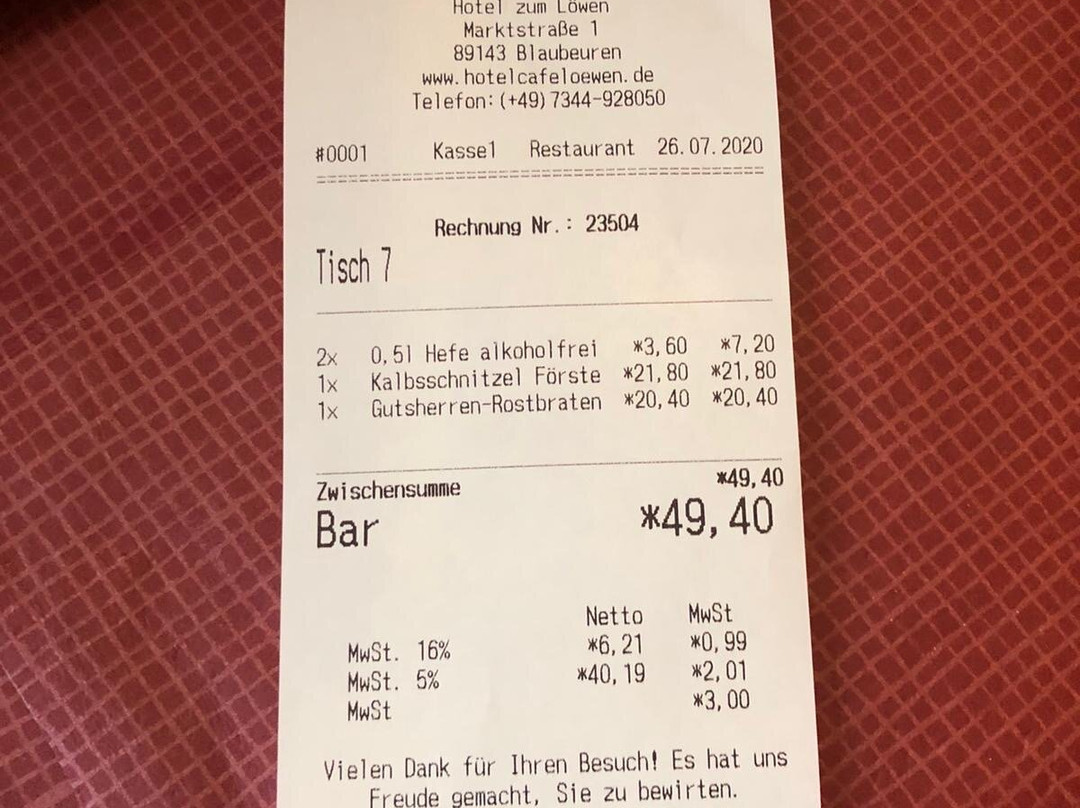 Hotel zum Löwen
Marktstraße 1
89143 Blaubeuren
www.hotelcafeloewen.de
Telefon:(+49)7344-928050
#0001 Kasse1 Restaurant 26.07.2020
================================================
Rechnung Nr.: 23504
Tisch 7
2x 0,5l Hefe alkoholfrei *3,60 *7,20
1x Kalbsschnitzel Förste *21,80 *21,80
1x Gutsherren-Rostbraten *20,40 *20,40
Zwischensumme *49,40
Bar *49,40
Netto MwSt
MwSt. 16% *6,21 *0,99
MwSt. 5% *40,19 *2,01
MwSt *3,00
Vielen Dank für Ihren Besuch! Es hat uns
Freude gemacht, Sie zu bewirten.